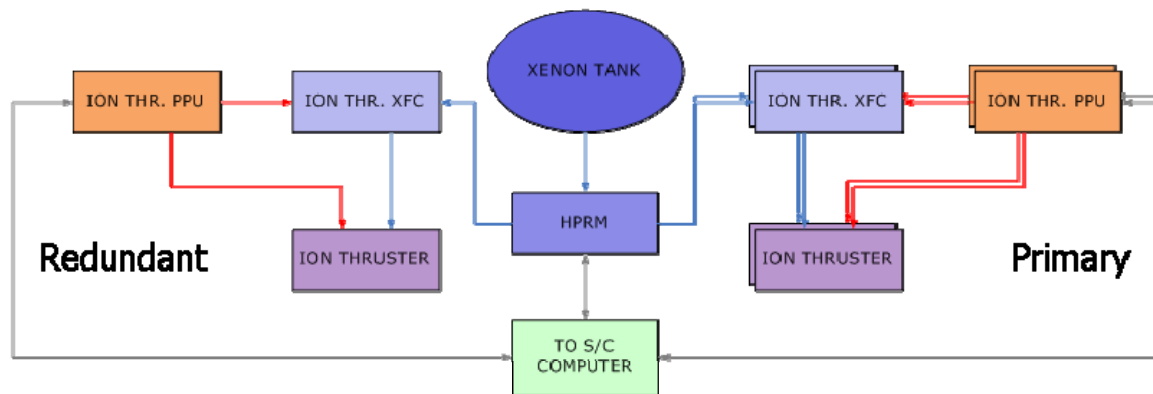 XENON TANK
ION THR. PPU
ION THR. XFC
ION THR. XFC
ION THR. PPU
HPRM
Redundant
ION THRUSTER
ION THRUSTER
Primary
TO S/C
COMPUTER